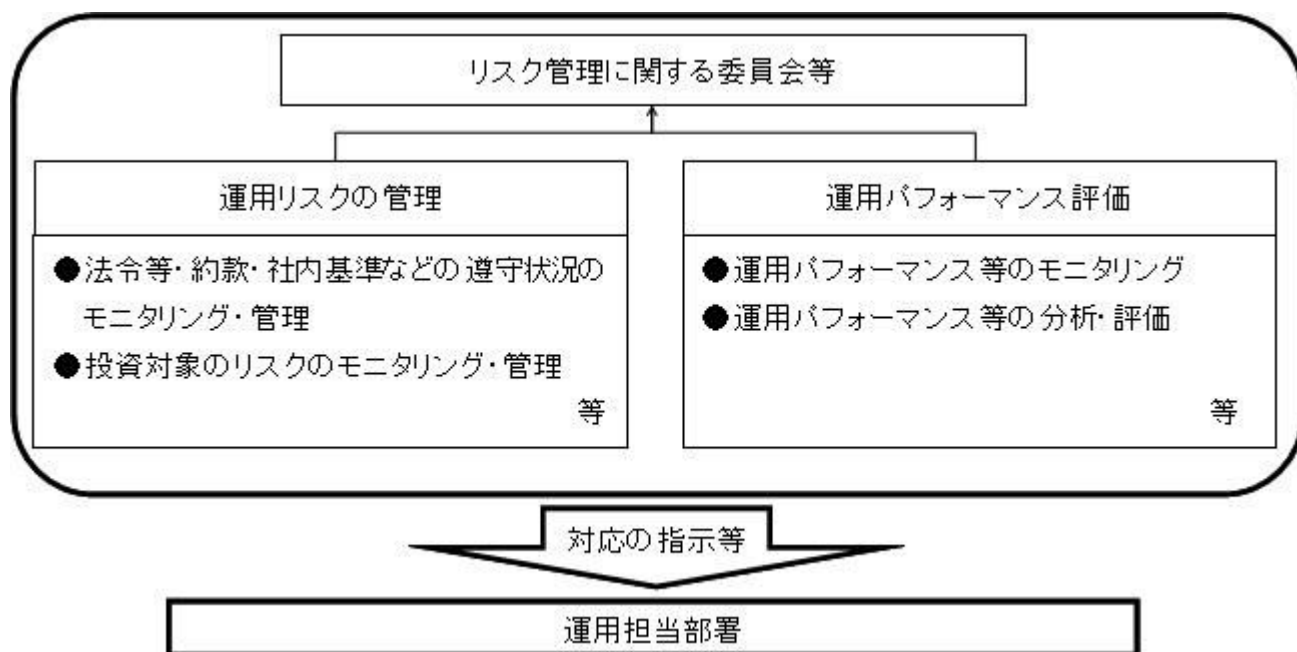 リスク管理に関する委員会等
運用リスクの管理
●法令等・約款・社内基準などの遵守状況の
モニタリング・管理
●投資対象のリスクのモニタリング・管理
等
運用パフォーマンス評価
●運用パフォーマンス等のモニタリング
●運用パフォーマンス等の分析・評価
等
対応の指示等
運用担当部署